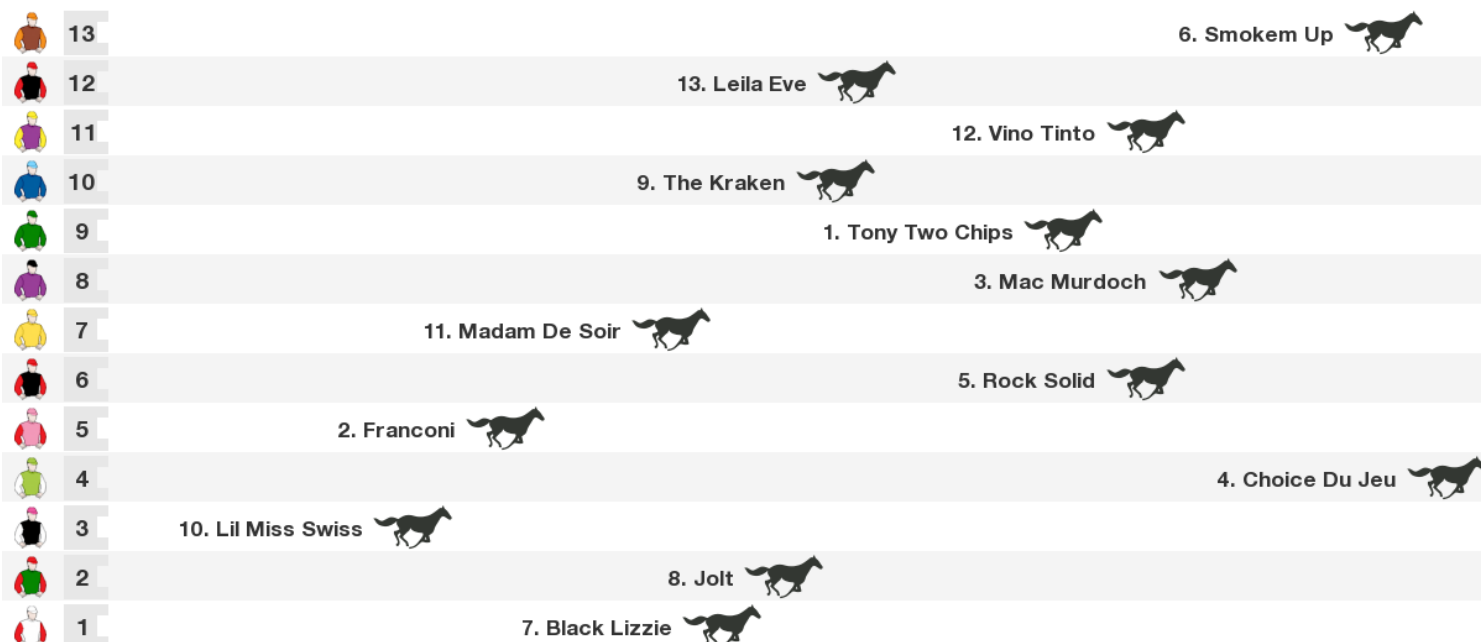 13 6. Smokem Up
12 13. Leila Eve
11 12. Vino Tinto
10 9. The Kraken
9 1. Tony Two Chips
8 3. Mac Murdoch
7 11. Madam De Soir
6 5. Rock Solid
5 2. Franconi
4 4. Choice Du Jeu
3 10. Lil Miss Swiss
2 8. Jolt
1 7. Black Lizzie